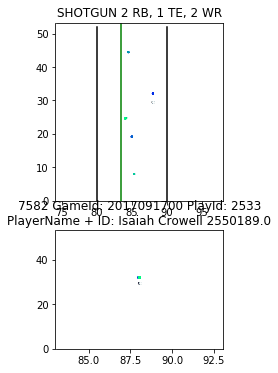 SHOTGUN 2 RB, 1 TE, 2 WR
50
40
30
20
10
0
75 80 85 90 95
7582 GameId: 2017091700 PlayId: 2533
PlayerName + ID: Isaiah Crowell 2550189.0
40
20
0
85.0 87.5 90.0 92.5